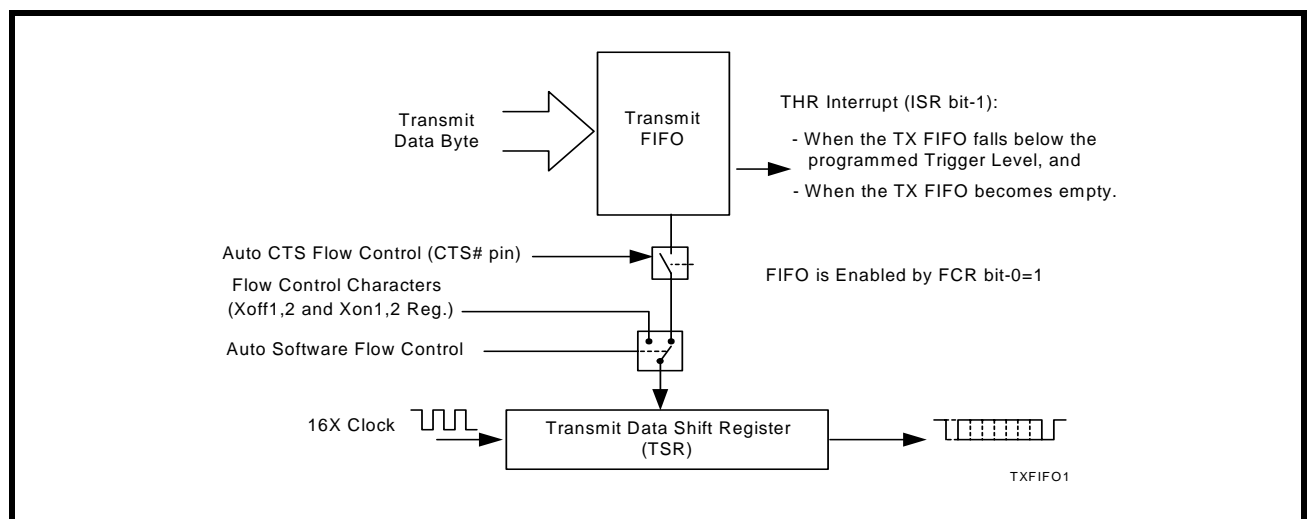 Transmit
Data Byte
Transmit
FIFO
THR Interrupt (ISR bit-1):
- When the TX FIFO falls below the
programmed Trigger Level, and
- When the TX FIFO becomes empty.
Auto CTS Flow Control (CTS# pin)
FIFO is Enabled by FCR bit-0=1
Flow Control Characters
(Xoff1,2 and Xon1,2 Reg.)
Auto Software Flow Control
16X Clock
Transmit Data Shift Register
(TSR)
TXFIFO1